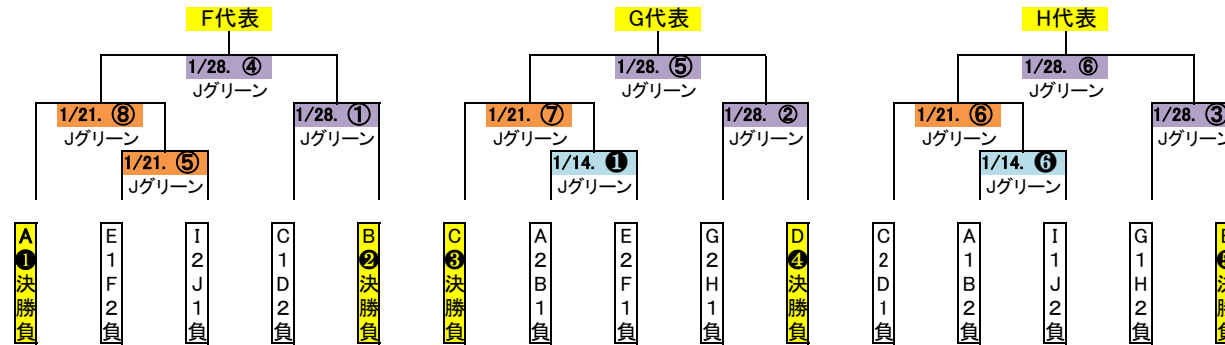 F代表
G代表
H代表
1/28. ④
Jグリーン
1/28. ⑤
Jグリーン
1/28. ⑥
Jグリーン
1/21. ⑧
Jグリーン
1/28. ①
Jグリーン
1/21. ⑦
Jグリーン
1/28. ②
Jグリーン
1/21. ⑥
Jグリーン
1/28. ③
Jグリーン
1/21. ⑤
Jグリーン
1/14. ❶
Jグリーン
1/14. ❻
Jグリーン
A❶決勝負
E1F2負
I2J1負
C1D2負
B❷決勝負
C❸決勝負
A2B1負
E2F1負
G2H1負
D❹決勝負
C2D1負
A1B2負
I1J2負
G1H2負